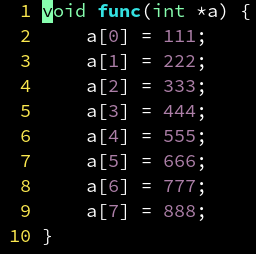 1 void func(int *a) {
2     a[0] = 111;
3     a[1] = 222;
4     a[2] = 333;
5     a[3] = 444;
6     a[4] = 555;
7     a[5] = 666;
8     a[6] = 777;
9     a[7] = 888;
10 }